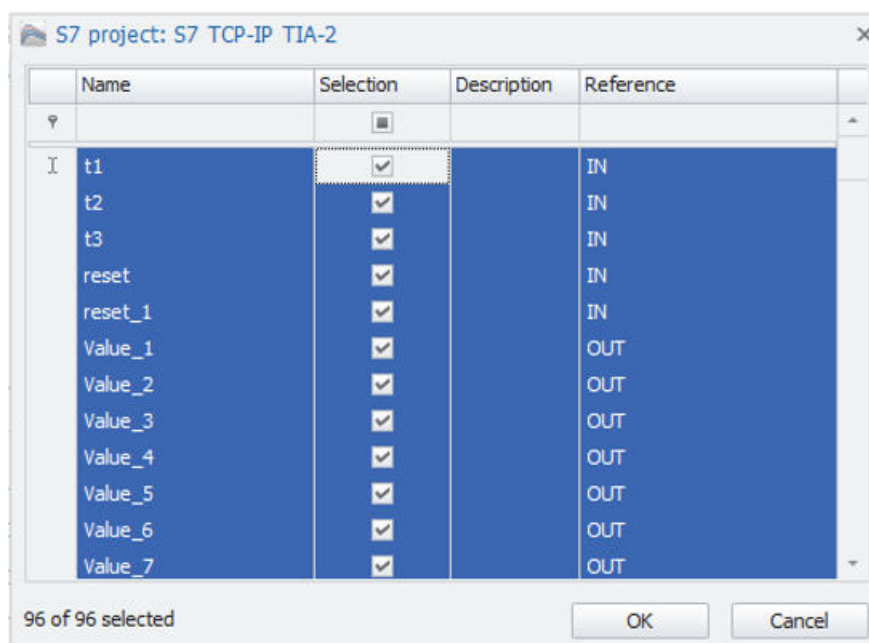 S7 project: S7 TCP-IP TIA-2
Name Selection Description Reference
t1 IN
t2 IN
t3 IN
reset IN
reset_1 IN
Value_1 OUT
Value_2 OUT
Value_3 OUT
Value_4 OUT
Value_5 OUT
Value_6 OUT
Value_7 OUT
96 of 96 selected OK Cancel